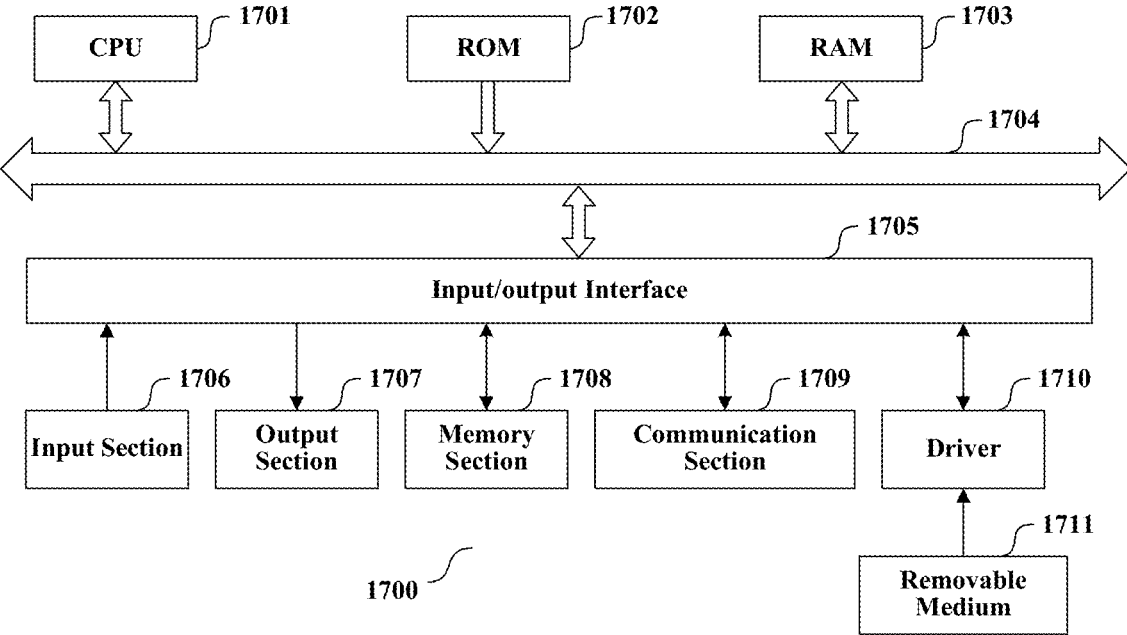 1701
1702
1703
CPU
ROM
RAM
1704
1705
Input/output Interface
1706
1707
1708
1709
1710
Input Section
Output
Section
Memory
Section
Communication
Section
Driver
1711
Removable
Medium
1700